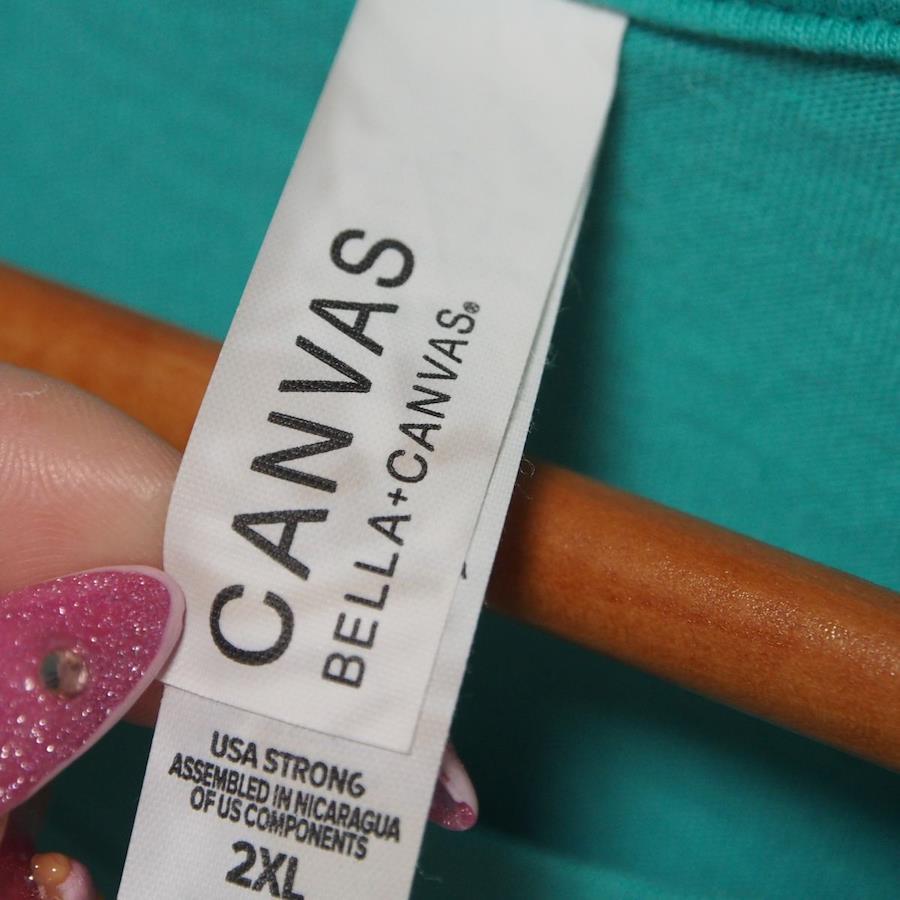 CANVAS
BELLA+CANVAS®
USA STRONG
ASSEMBLED IN NICARAGUA
OF US COMPONENTS
2XL